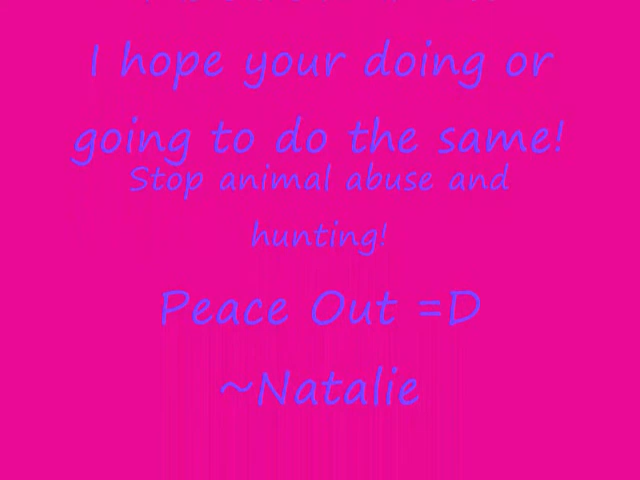 I hope your doing or
going to do the same!
Stop animal abuse and
hunting!
Peace Out =D
~Natalie